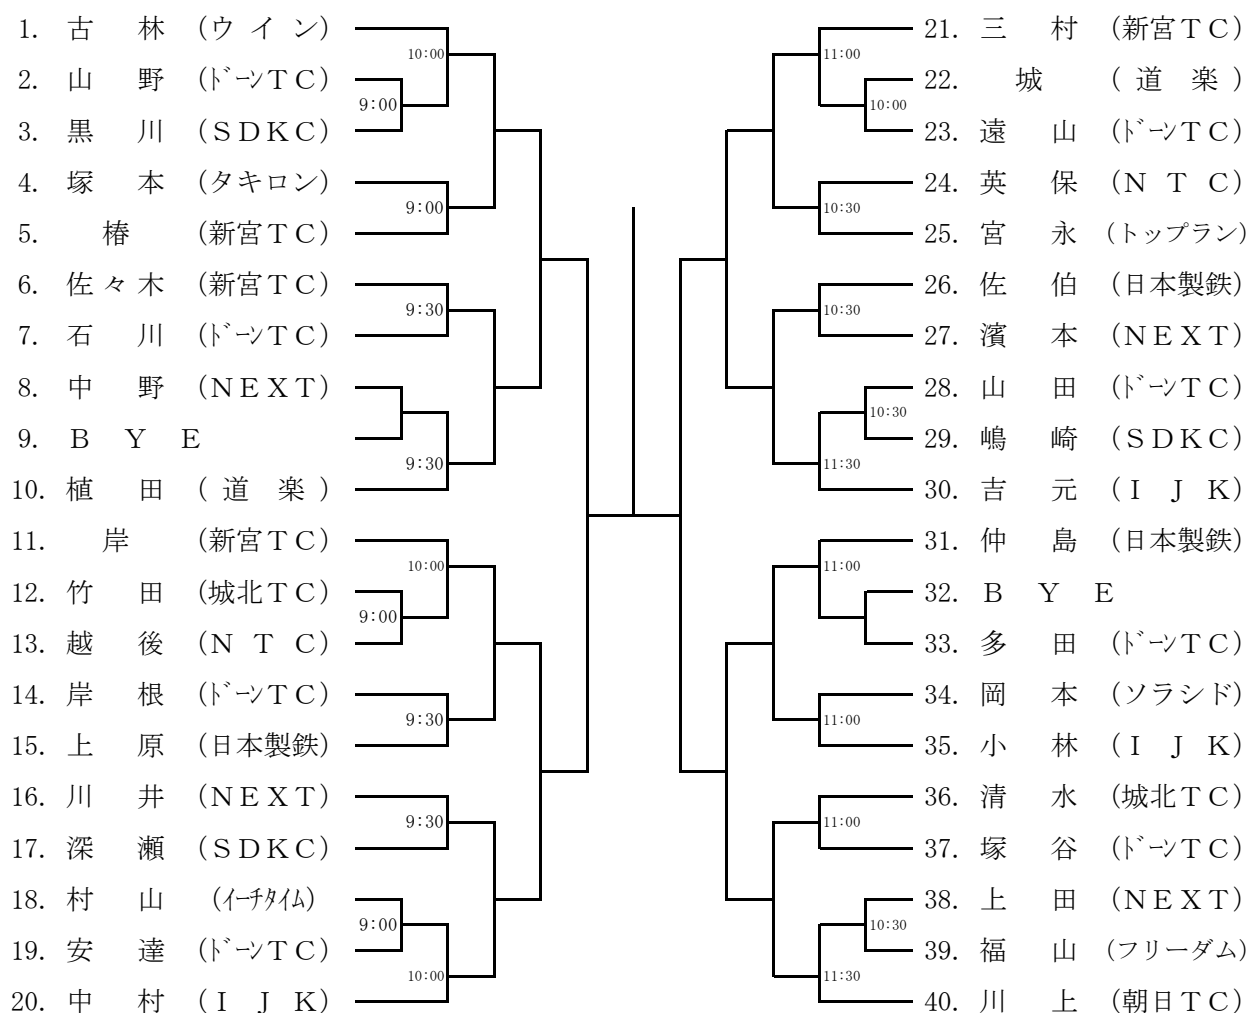 1. 古 林 (ウイン)
10:00
2. 山 野 (ドーンTC)
9:00
3. 黒 川 (SDKC)
4. 塚 本 (タキロン)
9:00
5. 椿 (新宮TC)
6. 佐々木 (新宮TC)
9:30
7. 石 川 (ドーンTC)
8. 中 野 (NEXT)
9. B Y E
9:30
10. 植 田 (道 楽)
11. 岸 (新宮TC)
10:00
12. 竹 田 (城北TC)
9:00
13. 越 後 (N T C)
14. 岸 根 (ドーンTC)
9:30
15. 上 原 (日本製鉄)
16. 川 井 (NEXT)
9:30
17. 深 瀬 (SDKC)
18. 村 山 (イーチタイム)
9:00
19. 安 達 (ドーンTC)
10:00
20. 中 村 (I J K)
21. 三 村 (新宮TC)
11:00
22. 城 (道 楽)
10:00
23. 遠 山 (ドーンTC)
24. 英 保 (N T C)
10:30
25. 宮 永 (トップラン)
26. 佐 伯 (日本製鉄)
10:30
27. 濱 本 (NEXT)
28. 山 田 (ドーンTC)
10:30
29. 嶋 崎 (SDKC)
11:30
30. 吉 元 (I J K)
31. 仲 島 (日本製鉄)
11:00
32. B Y E
33. 多 田 (ドーンTC)
34. 岡 本 (ソラシド)
11:00
35. 小 林 (I J K)
36. 清 水 (城北TC)
11:00
37. 塚 谷 (ドーンTC)
38. 上 田 (NEXT)
10:30
39. 福 山 (フリーダム)
11:30
40. 川 上 (朝日TC)